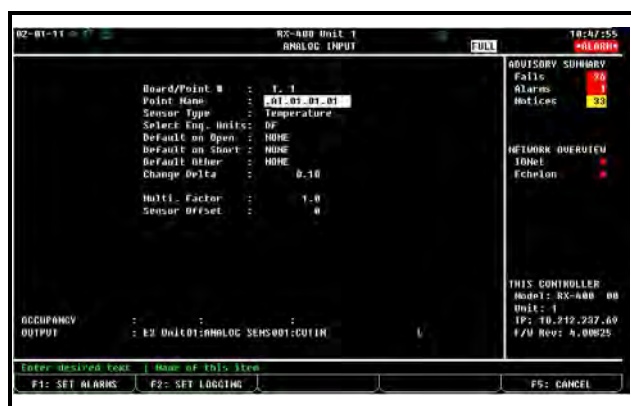 02-01-11
RX-400 Unit 1
10:47:55
ANALOG INPUT
FULL
*ALARM*
ADVISORY SUMMARY
Fails 36
Alarms 1
Notices 33
Board/Point # : 1, 1
Point Name : .AI.01.01.01
Sensor Type : Temperature
Select Eng. Units: DF
Default on Open : NONE
Default on Short : NONE
Default Other : NONE
Change Delta : 0.10
NETWORK OVERVIEW
IONet
Echelon
Multi. Factor : 1.0
Sensor Offset : 0
THIS CONTROLLER
Model: RX-400 00
Unit: 1
IP: 10.212.237.69
F/W Rev: 4.00B25
OCCUPANCY : : :
OUTPUT : E2 Unit01:ANALOG SENS001:CUTIN
Enter desired text | Name of this item
F1: SET ALARMS
F2: SET LOGGING
F5: CANCEL